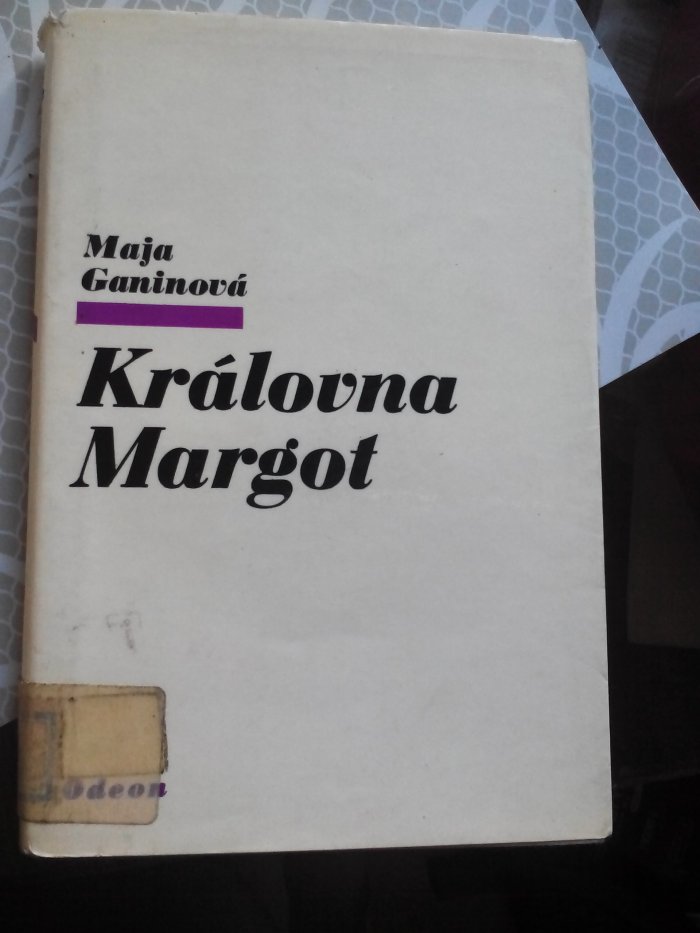 Maja
Ganinová
Královna
Margot
Odeon